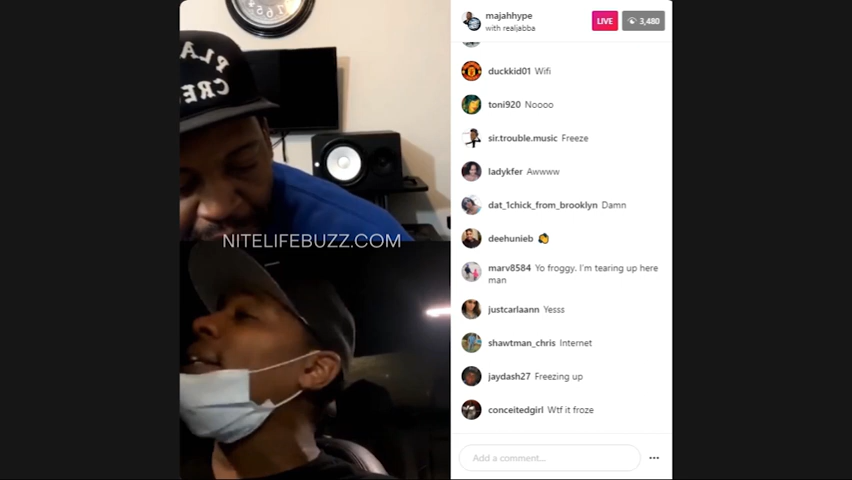 majahhype
with realjabba
LIVE
3,480
duckkid01 Wifi
toni920 Noooo
sir.trouble.music Freeze
ladykfer Awwww
dat_1chick_from_brooklyn Damn
deehunieb 👏
marv8584 Yo froggy. I'm tearing up here
man
justcarlaann Yesss
shawtman_chris Internet
jaydash27 Freezing up
conceitedgirl Wtf it froze
Add a comment...
NITELIFEBUZZ.COM